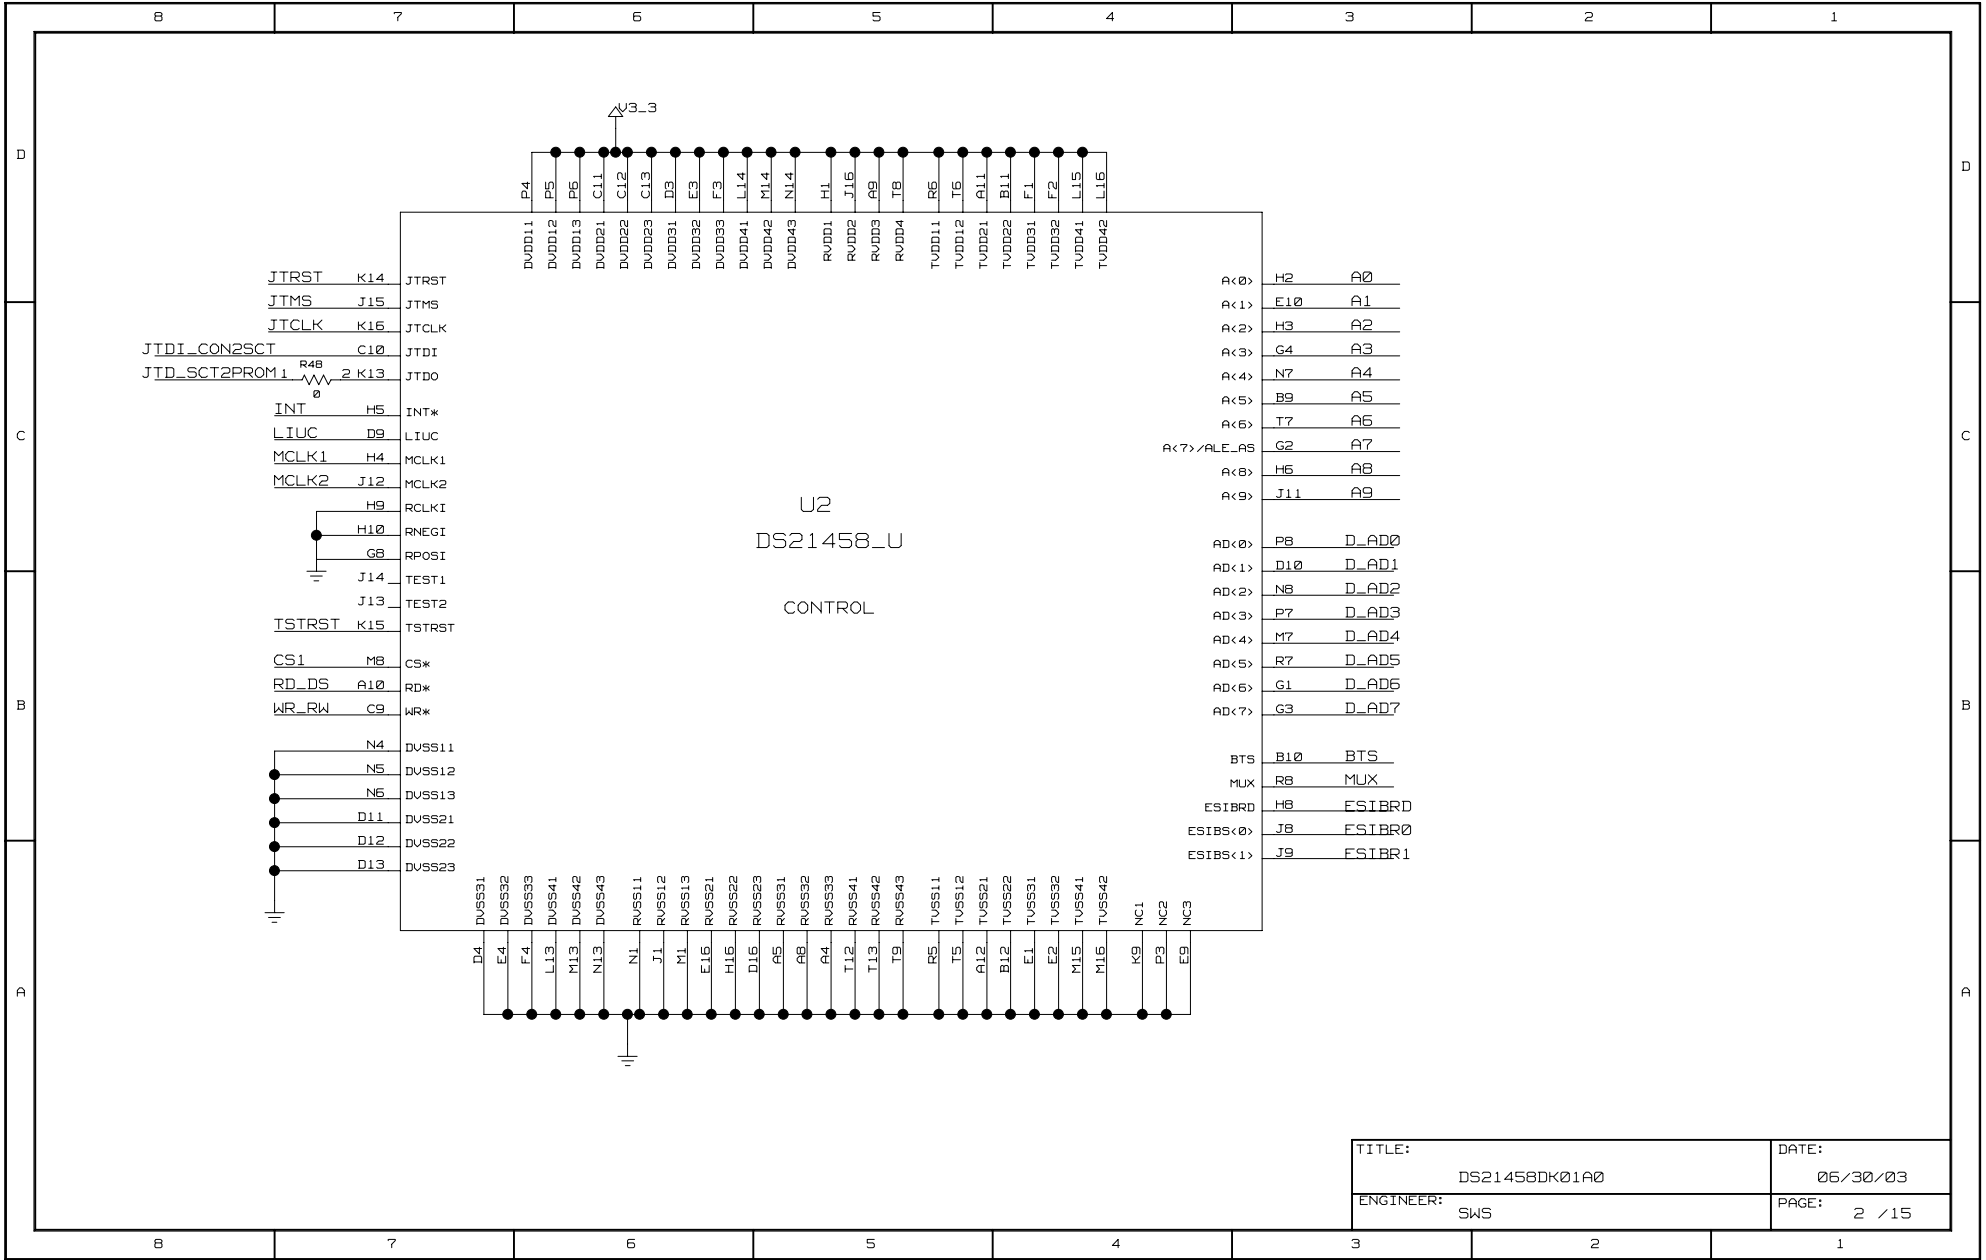 8 7 6 5 4 3 2 1
D
C
B
A
D
C
B
A
V3_3
P4 P5 P6 C11 C12 C13 D3 E3 F3 L14 M14 N14 H1 J16 A9 T8 R6 T6 A11 B11 F1 F2 L15 L16
DVDD11 DVDD12 DVDD13 DVDD21 DVDD22 DVDD23 DVDD31 DVDD32 DVDD33 DVDD41 DVDD42 DVDD43 RVDD1 RVDD2 RVDD3 RVDD4 TVDD11 TVDD12 TVDD21 TVDD22 TVDD31 TVDD32 TVDD41 TVDD42
JTRST K14 JTRST
JTMS J15 JTMS
JTCLK K16 JTCLK
JTDI_CON2SCT C10 JTDI
R48
JTD_SCT2PROM 1 2 K13 JTDO
0
INT H5 INT*
LIUC D9 LIUC
MCLK1 H4 MCLK1
MCLK2 J12 MCLK2
H9 RCLKI
H10 RNEGI
G8 RPOSI
J14 TEST1
J13 TEST2
TSTRST K15 TSTRST
CS1 M8 CS*
RD_DS A10 RD*
WR_RW C9 WR*
N4 DVSS11
N5 DVSS12
N6 DVSS13
D11 DVSS21
D12 DVSS22
D13 DVSS23
U2
DS21458_U
CONTROL
A<0> H2 A0
A<1> E10 A1
A<2> H3 A2
A<3> G4 A3
A<4> N7 A4
A<5> B9 A5
A<6> T7 A6
A<7>/ALE_AS G2 A7
A<8> H6 A8
A<9> J11 A9
AD<0> P8 D_AD0
AD<1> D10 D_AD1
AD<2> N8 D_AD2
AD<3> P7 D_AD3
AD<4> M7 D_AD4
AD<5> R7 D_AD5
AD<6> G1 D_AD6
AD<7> G3 D_AD7
BTS B10 BTS
MUX R8 MUX
ESIBRD H8 ESIBRD
ESIBS<0> J8 ESIBR0
ESIBS<1> J9 ESIBR1
DVSS31 DVSS32 DVSS33 DVSS41 DVSS42 DVSS43 RVSS11 RVSS12 RVSS13 RVSS21 RVSS22 RVSS23 RVSS31 RVSS32 RVSS33 RVSS41 RVSS42 RVSS43 TVSS11 TVSS12 TVSS21 TVSS22 TVSS31 TVSS32 TVSS41 TVSS42 NC1 NC2 NC3
D4 E4 F4 L13 M13 N13 N1 J1 M1 E16 H16 D16 A5 A8 A4 T12 T13 T9 R5 T5 A12 B12 E1 E2 M15 M16 K9 P3 E9
TITLE:
DS21458DK01A0
DATE:
06/30/03
ENGINEER:
SWS
PAGE:
2 /15
8 7 6 5 4 3 2 1